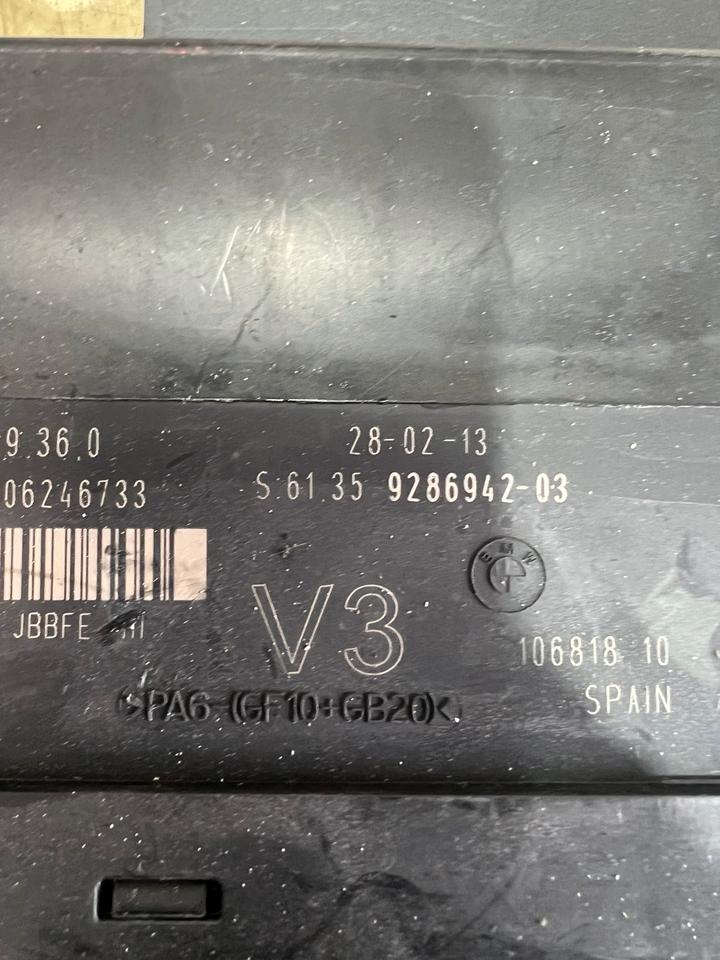 9.36.0
28-02-13
06246733
S 61.35 9286942-03
BMW
JBBFE
V3
106818 10
SPAIN
>PA6-(GF10+GB20)<